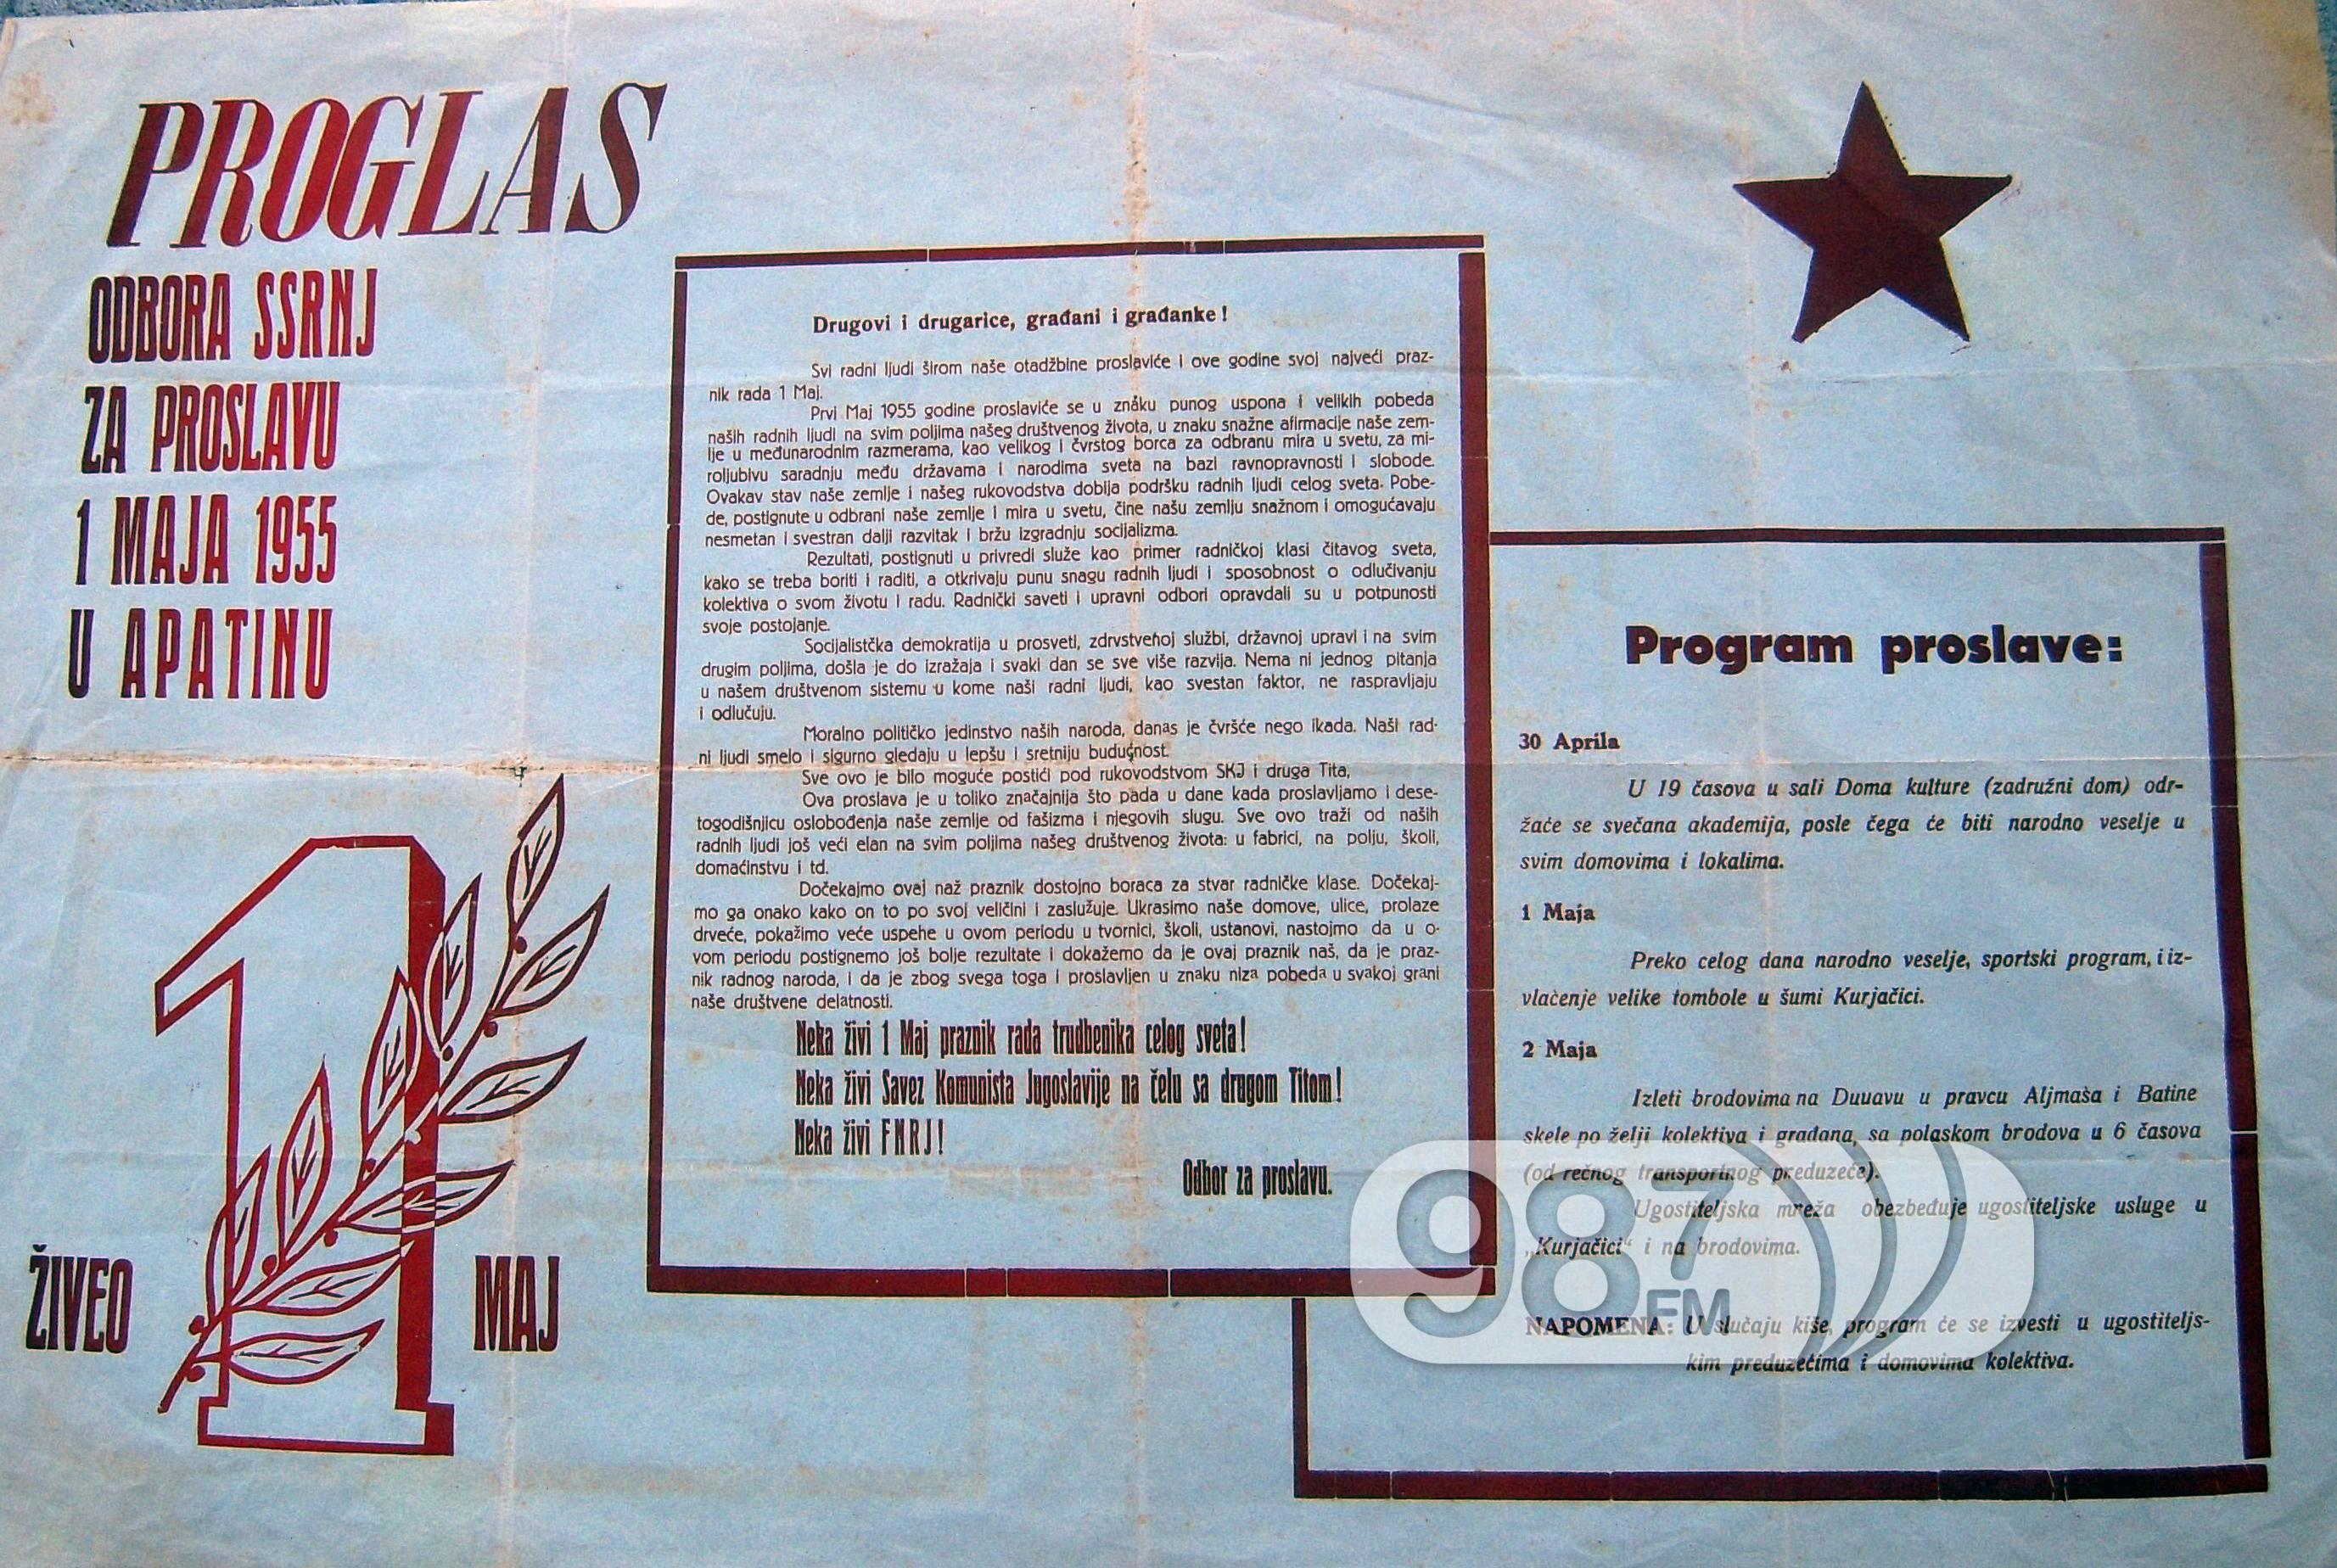 PROGLAS
ODBORA SSRNJ
ZA PROSLAVU
1 MAJA 1955
U APATINU
ŽIVEO 1 MAJ
Drugovi i drugarice, građani i građanke!
Svi radni ljudi širom naše otadžbine proslaviće i ove godine svoj najveći praz-
nik rada 1 Maj.
Prvi Maj 1955 godine proslaviće se u znaku punog uspona i velikih pobeda
naših radnih ljudi na svim poljima našeg društvenog života, u znaku snažne afirmacije naše zem-
lje u međunarodnim razmerama, kao velikog i čvrstog borca za odbranu mira u svetu, za mi-
roljubivu saradnju među državama i narodima sveta na bazi ravnopravnosti i slobode.
Ovakav stav naše zemlje i našeg rukovodstva dobija podršku radnih ljudi celog sveta. Pobe-
de, postignute u odbrani naše zemlje i mira u svetu, čine našu zemlju snažnom i omogućavaju
nesmetan i svestran dalji razvitak i bržu izgradnju socijalizma.
Rezultati, postignuti u privredi služe kao primer radničkoj klasi čitavog sveta,
kako se treba boriti i raditi, a otkrivaju punu snagu radnih ljudi i sposobnost o odlučivanju
kolektiva o svom životu i radu. Radnički saveti i upravni odbori opravdali su u potpunosti
svoje postojanje.
Socijalistčka demokratija u prosveti, zdrvstvenoj službi, državnoj upravi i na svim
drugim poljima, došla je do izražaja i svaki dan se sve više razvija. Nema ni jednog pitanja
u našem društvenom sistemu u kome naši radni ljudi, kao svestan faktor, ne raspravljaju
i odlučuju.
Moralno političko jedinstvo naših naroda, danas je čvršće nego ikada. Naši rad-
ni ljudi smelo i sigurno gledaju u lepšu i sretniju budućnost.
Sve ovo je bilo moguće postići pod rukovodstvom SKJ i druga Tita,
Ova proslava je u toliko značajnija što pada u dane kada proslavljamo i dese-
togodišnjicu oslobođenja naše zemlje od fašizma i njegovih slugu. Sve ovo traži od naših
radnih ljudi još veći elan na svim poljima našeg društvenog života: u fabrici, na polju, školi,
domaćinstvu i td.
Dočekajmo ovaj naž praznik dostojno boraca za stvar radničke klase. Dočekaj-
mo ga onako kako on to po svoj veličini i zaslužuje. Ukrasimo naše domove, ulice, prolaze
drveće, pokažimo veće uspehe u ovom periodu u tvornici, školi, ustanovi, nastojmo da u o-
vom periodu postignemo još bolje rezultate i dokažemo da je ovaj praznik naš, da je praz-
nik radnog naroda, i da je zbog svega toga i proslavljen u znaku niza pobeda u svakoj grani
naše društvene delatnosti.
Neka živi 1 Maj praznik rada trudbenika celog sveta!
Neka živi Savez Komunista Jugoslavije na čelu sa drugom Titom!
Neka živi FNRJ!
Odbor za proslavu.
Program proslave:
30 Aprila
U 19 časova u sali Doma kulture (zadružni dom) odr-
žaće se svečana akademija, posle čega će biti narodno veselje u
svim domovima i lokalima.
1 Maja
Preko celog dana narodno veselje, sportski program, i iz-
vlačenje velike tombole u šumi Kurjačici.
2 Maja
Izleti brodovima na Duuavu u pravcu Aljmaša i Batine
skele po želji kolektiva i građana, sa polaskom brodova u 6 časova
(od rečnog transportnog preduzeće).
Ugostiteljska mreža obezbeđuje ugostiteljske usluge u
„Kurjačici“ i na brodovima.
NAPOMENA: U slučaju kiše, program će se izvesti u ugostiteljs-
kim preduzećima i domovima kolektiva.
987 FM